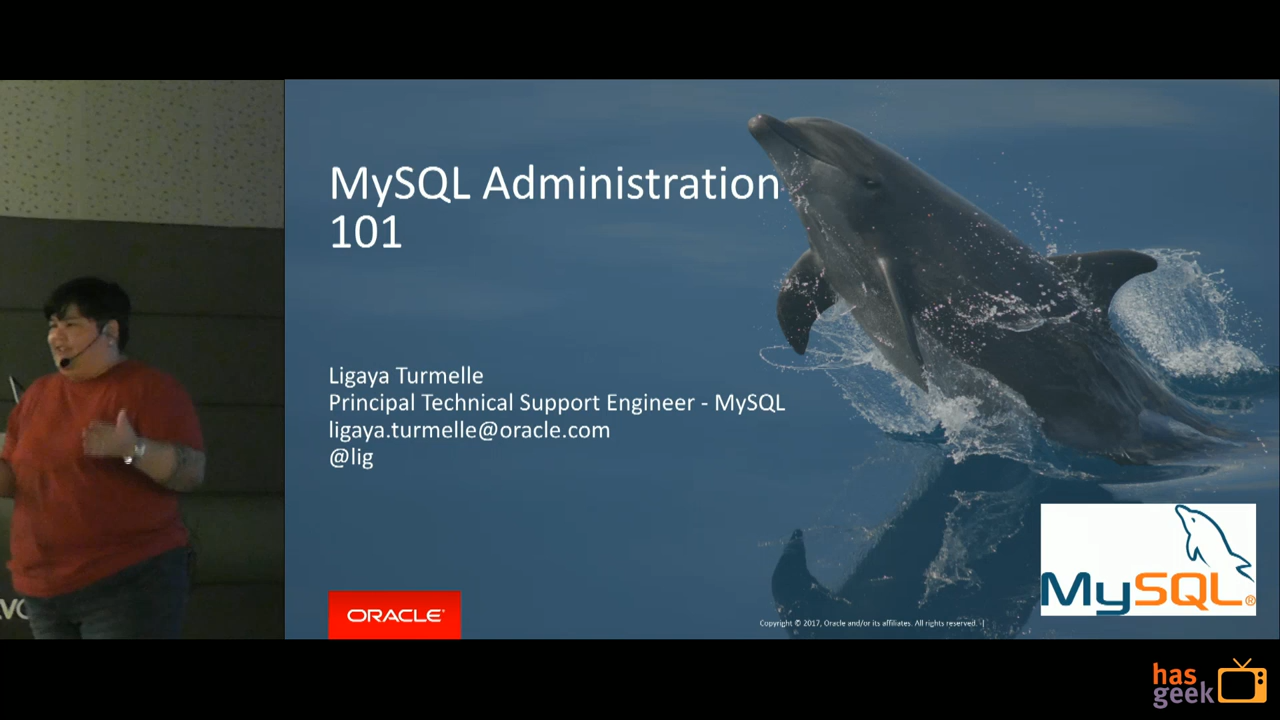 MySQL Administration
101
Ligaya Turmelle
Principal Technical Support Engineer - MySQL
ligaya.turmelle@oracle.com
@lig
ORACLE®
MySQL®
Copyright © 2017, Oracle and/or its affiliates. All rights reserved. |
has
geek